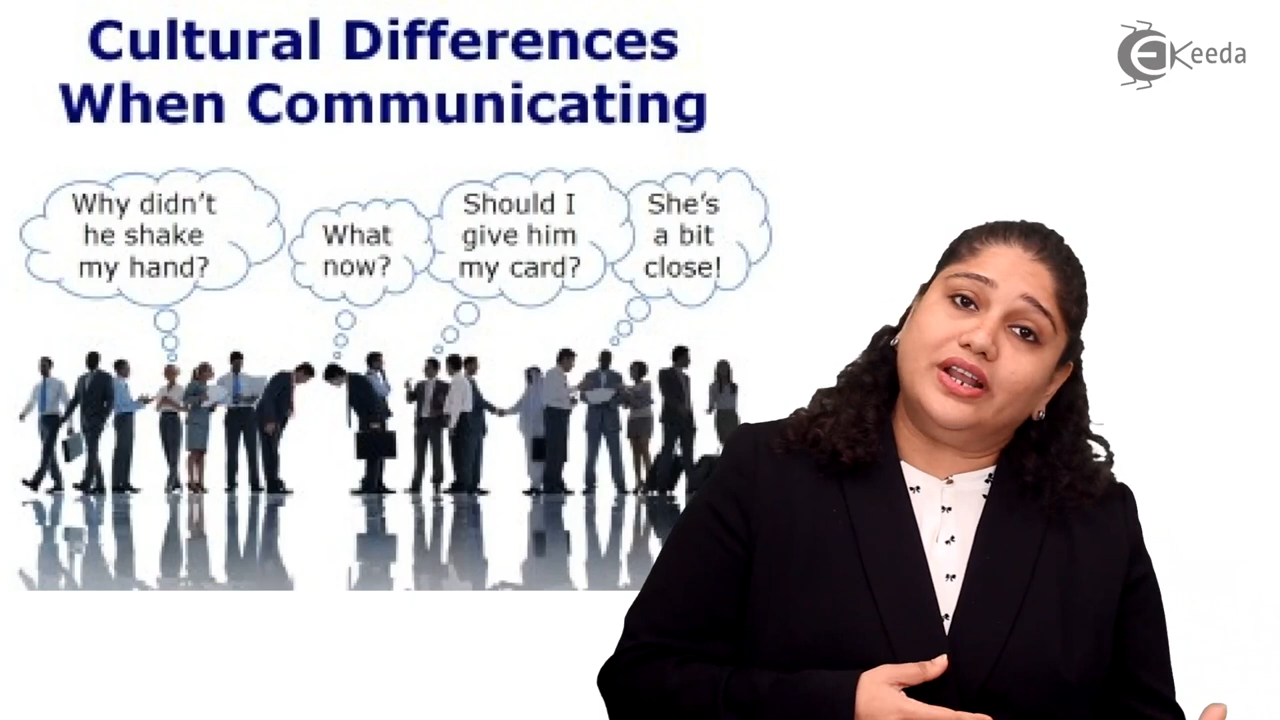 Cultural Differences
When Communicating
Why didn't
he shake
my hand?
What
now?
Should I
give him
my card?
She's
a bit
close!
EKeeda